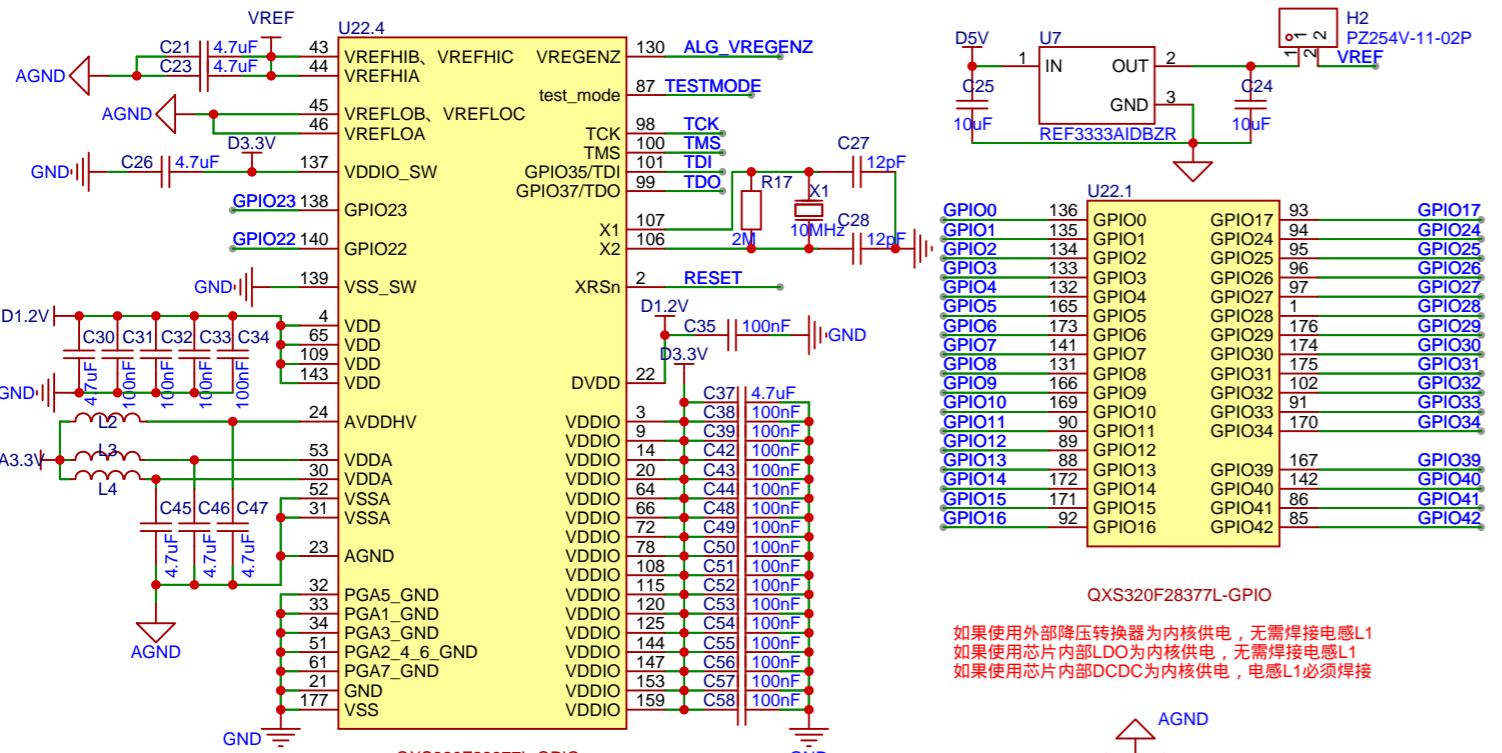 VREF
U22.4
C21 4.7uF
C23 4.7uF
AGND
AGND
43 VREFHIB、VREFHIC
44 VREFHIA
45 VREFLOB、VREFLOC
46 VREFLOA
D3.3V
GND C26 4.7uF
137 VDDIO_SW
GPIO23 138 GPIO23
GPIO22 140 GPIO22
GND 139 VSS_SW
D1.2V
4 VDD
65 VDD
109 VDD
143 VDD
C30 C31 C32 C33 C34
47uF 100nF 100nF 100nF 100nF
GND
L2
24 AVDDHV
A3.3V
L3
53 VDDA
L4
30 VDDA
52 VSSA
31 VSSA
C45 C46 C47
4.7uF 4.7uF 4.7uF
23 AGND
AGND
32 PGA5_GND
33 PGA1_GND
34 PGA3_GND
51 PGA2_4_6_GND
61 PGA7_GND
21 GND
177 VSS
GND
VREGENZ 130 ALG_VREGENZ
test_mode 87 TESTMODE
TCK 98 TCK
TMS 100 TMS
GPIO35/TDI 101 TDI
GPIO37/TDO 99 TDO
X1 107
X2 106
R17
2M
X1
10MHz
C27
12pF
C28
12pF
GND
XRSn 2 RESET
D1.2V
C35 100nF
GND
D3.3V
DVDD 22
C37 4.7uF
VDDIO 3 C38 100nF
VDDIO 9 C39 100nF
VDDIO 14 C42 100nF
VDDIO 20 C43 100nF
VDDIO 64 C44 100nF
VDDIO 66 C48 100nF
VDDIO 72 C49 100nF
VDDIO 78 C50 100nF
VDDIO 108 C51 100nF
VDDIO 115 C52 100nF
VDDIO 120 C53 100nF
VDDIO 125 C54 100nF
VDDIO 144 C55 100nF
VDDIO 147 C56 100nF
VDDIO 153 C57 100nF
VDDIO 159 C58 100nF
D5V
U7
1 IN
OUT 2
GND 3
REF3333AIDBZR
C25
10uF
C24
10uF
H2
PZ254V-11-02P
1 2
1 2
VREF
U22.1
GPIO0 136 GPIO0 GPIO17 93 GPIO17
GPIO1 135 GPIO1 GPIO24 94 GPIO24
GPIO2 134 GPIO2 GPIO25 95 GPIO25
GPIO3 133 GPIO3 GPIO26 96 GPIO26
GPIO4 132 GPIO4 GPIO27 97 GPIO27
GPIO5 165 GPIO5 GPIO28 1 GPIO28
GPIO6 173 GPIO6 GPIO29 176 GPIO29
GPIO7 141 GPIO7 GPIO30 174 GPIO30
GPIO8 131 GPIO8 GPIO31 175 GPIO31
GPIO9 166 GPIO9 GPIO32 102 GPIO32
GPIO10 169 GPIO10 GPIO33 91 GPIO33
GPIO11 90 GPIO11 GPIO34 170 GPIO34
GPIO12 89 GPIO12
GPIO13 88 GPIO13 GPIO39 167 GPIO39
GPIO14 172 GPIO14 GPIO40 142 GPIO40
GPIO15 171 GPIO15 GPIO41 86 GPIO41
GPIO16 92 GPIO16 GPIO42 85 GPIO42
QXS320F28377L-GPIO
如果使用外部降压转换器为内核供电，无需焊接电感L1
如果使用芯片内部LDO为内核供电，无需焊接电感L1
如果使用芯片内部DCDC为内核供电，电感L1必须焊接
AGND